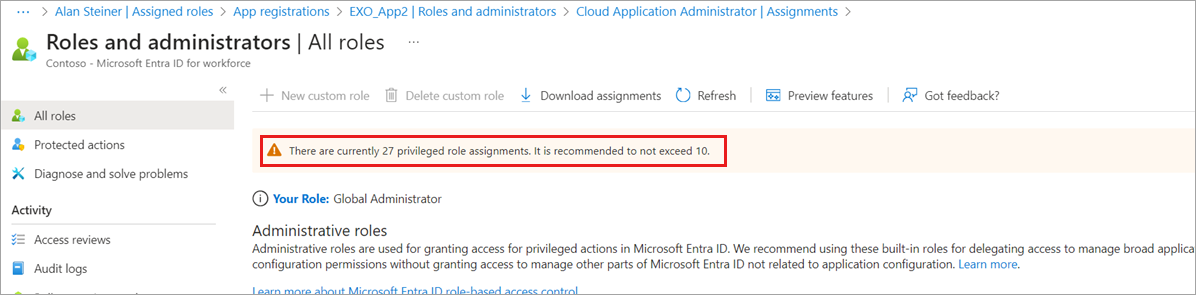 ··· > Alan Steiner | Assigned roles > App registrations > EXO_App2 | Roles and administrators > Cloud Application Administrator | Assignments >
Roles and administrators | All roles ···
Contoso - Microsoft Entra ID for workforce
«
+ New custom role Delete custom role Download assignments Refresh Preview features Got feedback?
All roles
Protected actions
Diagnose and solve problems
Activity
Access reviews
Audit logs
There are currently 27 privileged role assignments. It is recommended to not exceed 10.
Your Role: Global Administrator
Administrative roles
Administrative roles are used for granting access for privileged actions in Microsoft Entra ID. We recommend using these built-in roles for delegating access to manage broad applic
configuration permissions without granting access to manage other parts of Microsoft Entra ID not related to application configuration. Learn more.
Learn more about Microsoft Entra ID role-based access control